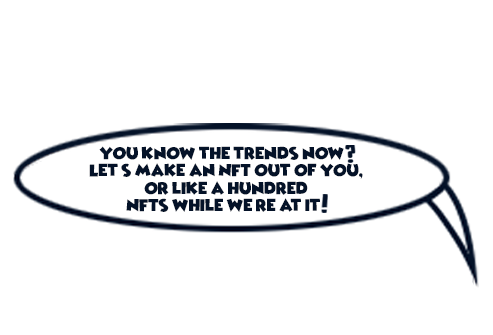 YOU KNOW THE TRENDS NOW?
LET S MAKE AN NFT OUT OF YOU,
OR LIKE A HUNDRED
NFTS WHILE WE RE AT IT!